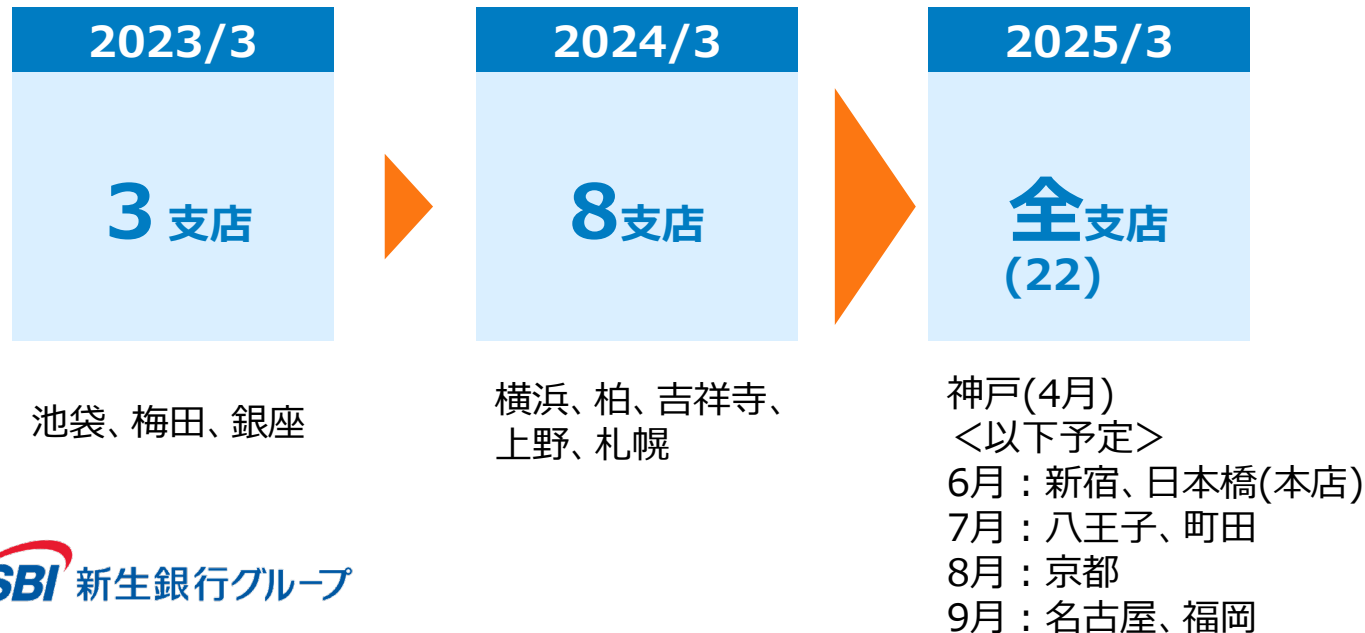 2023/3
3 支店
池袋、梅田、銀座
2024/3
8支店
横浜、柏、吉祥寺、
上野、札幌
2025/3
全支店
(22)
神戸(4月)
＜以下予定＞
6月：新宿、日本橋(本店)
7月：八王子、町田
8月：京都
9月：名古屋、福岡
SBI 新生銀行グループ